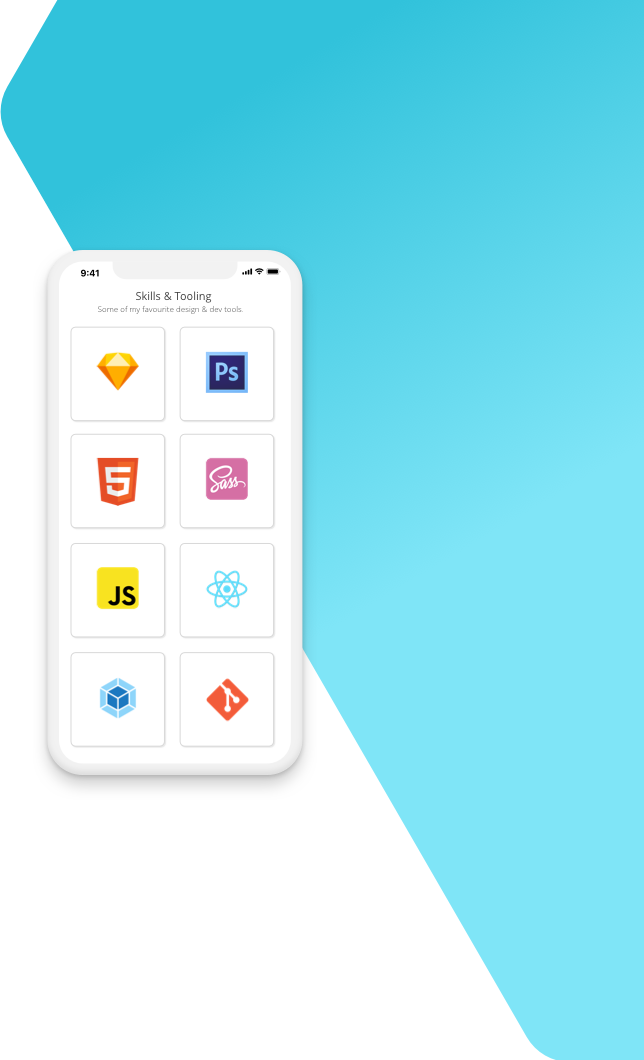 9:41
Skills & Tooling
Some of my favourite design & dev tools.
Ps
5
Sass
JS